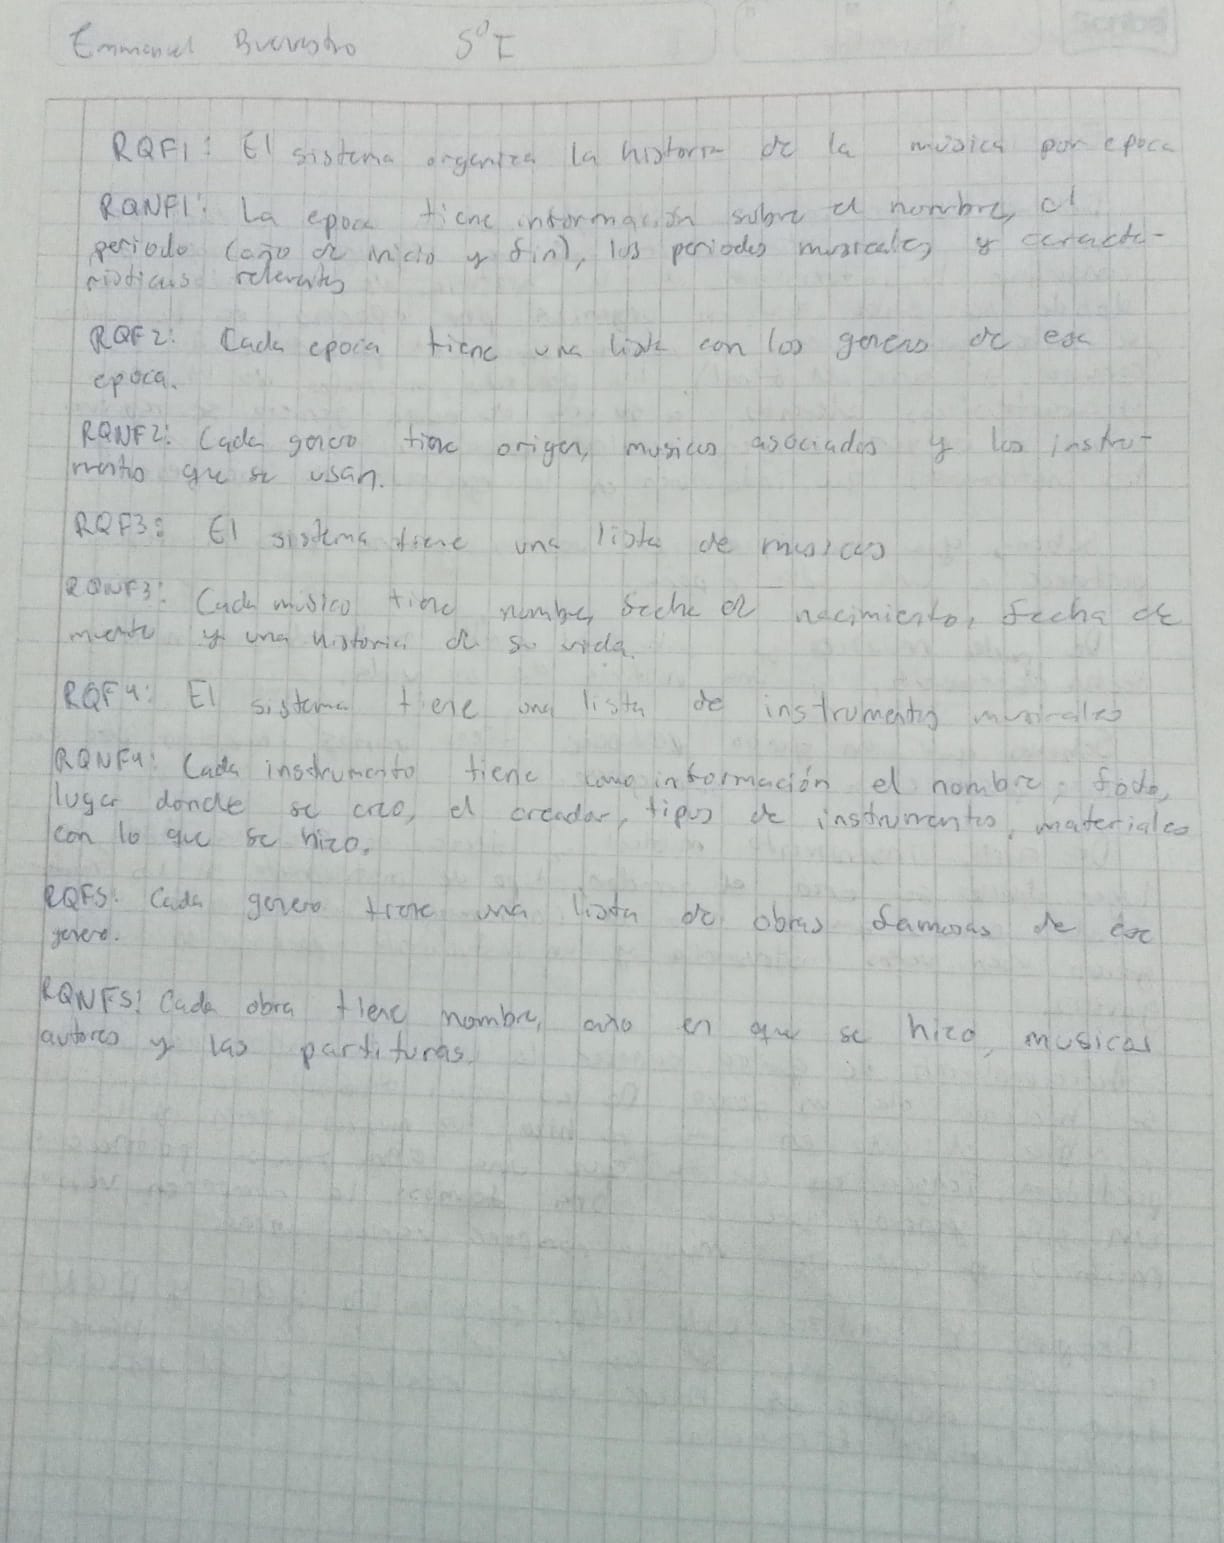 Emmanuel 5° I
Scribe
RQF1: El sistema organiza la historia de la música por epoca
RQNF1: La epoca tiene información sobre el nombre, el
periodo (año de inicio y fin), los periodos musicales y caracte-
risticas relevantes
RQF2: Cada epoca tiene una lista con los generos de esa
epoca.
RQNF2: Cada genero tiene origen, musicos asociados y los instru-
mentos que se usan.
RQF3: El sistema tiene una lista de musicos
RQNF3: Cada músico tiene nombre, fecha de nacimiento, fecha de
muerte y una historia de su vida.
RQF4: El sistema tiene una lista de instrumentos musicales
RQNF4: Cada instrumento tiene como información el nombre, foto,
lugar donde se creo, el creador, tipos de instrumentos, materiales
con lo que se hizo.
RQF5: Cada genero tiene una lista de obras famosas de ese
genero.
RQNF5: Cada obra tiene nombre, año en que se hizo, musicos
autores y las partituras.